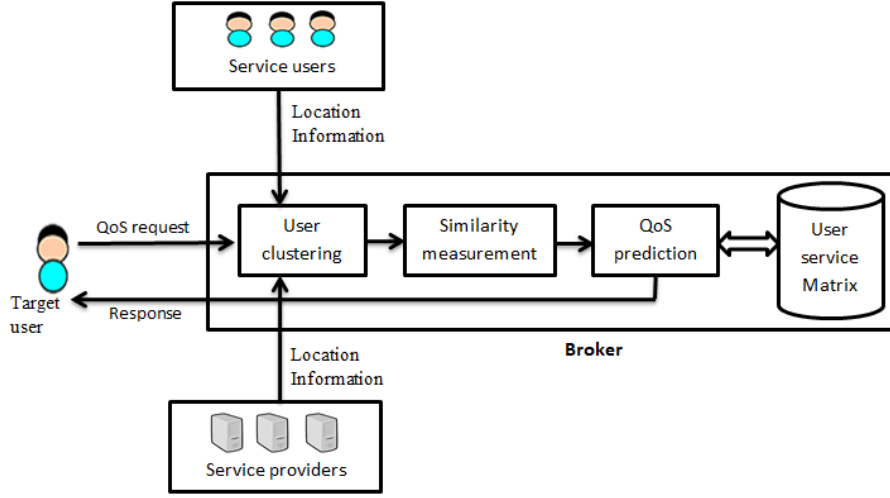 Service users
Location
Information
QoS request
User
clustering
Similarity
measurement
QoS
prediction
User
service
Matrix
Target
user
Response
Broker
Location
Information
Service providers